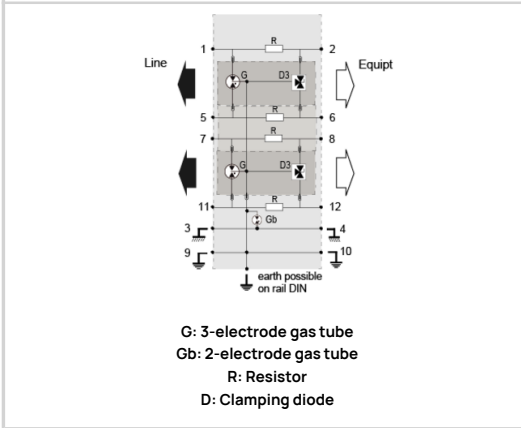 R
1 2
Line Equipt
G D3
R
5 6
R
7 8
G D3
R
11 12
Gb
3 4
9 10
earth possible
on rail DIN
G: 3-electrode gas tube
Gb: 2-electrode gas tube
R: Resistor
D: Clamping diode